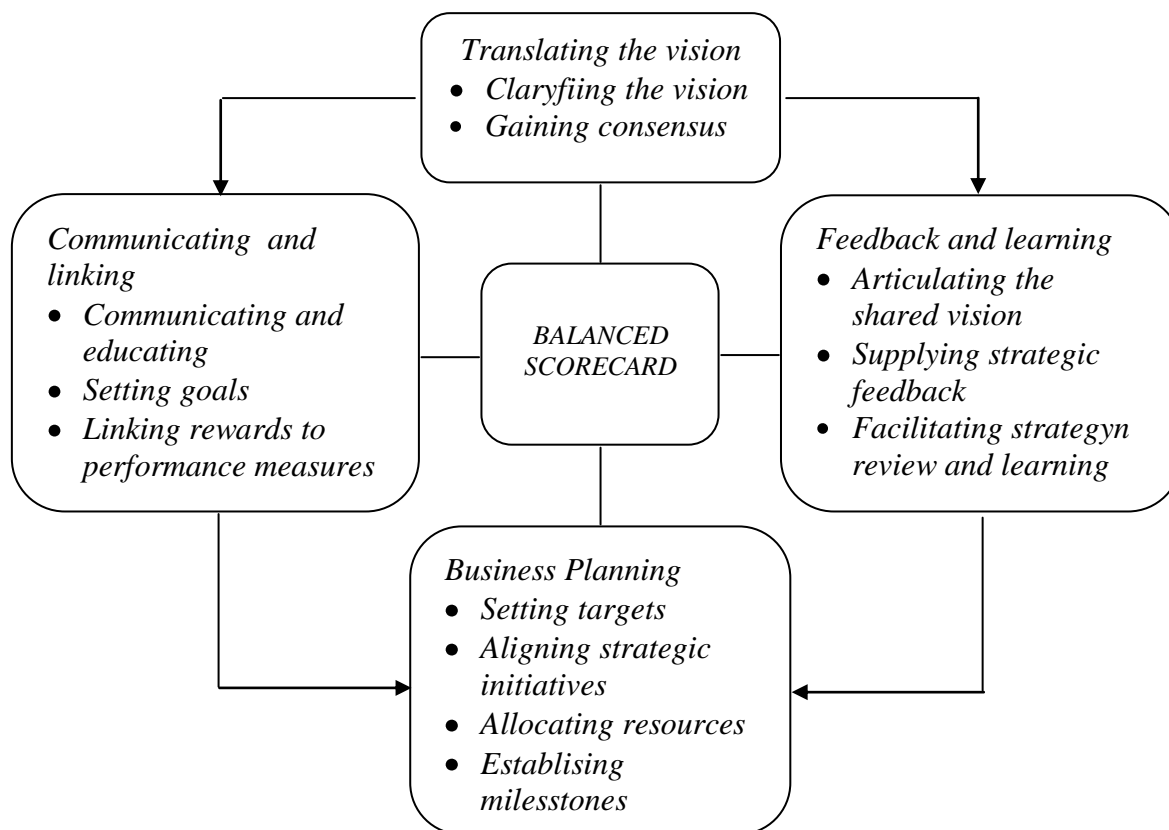 Translating the vision
• Claryfiing the vision
• Gaining consensus
Communicating and
linking
• Communicating and
educating
• Setting goals
• Linking rewards to
performance measures
BALANCED
SCORECARD
Feedback and learning
• Articulating the
shared vision
• Supplying strategic
feedback
• Facilitating strategyn
review and learning
Business Planning
• Setting targets
• Aligning strategic
initiatives
• Allocating resources
• Establising
milesstones